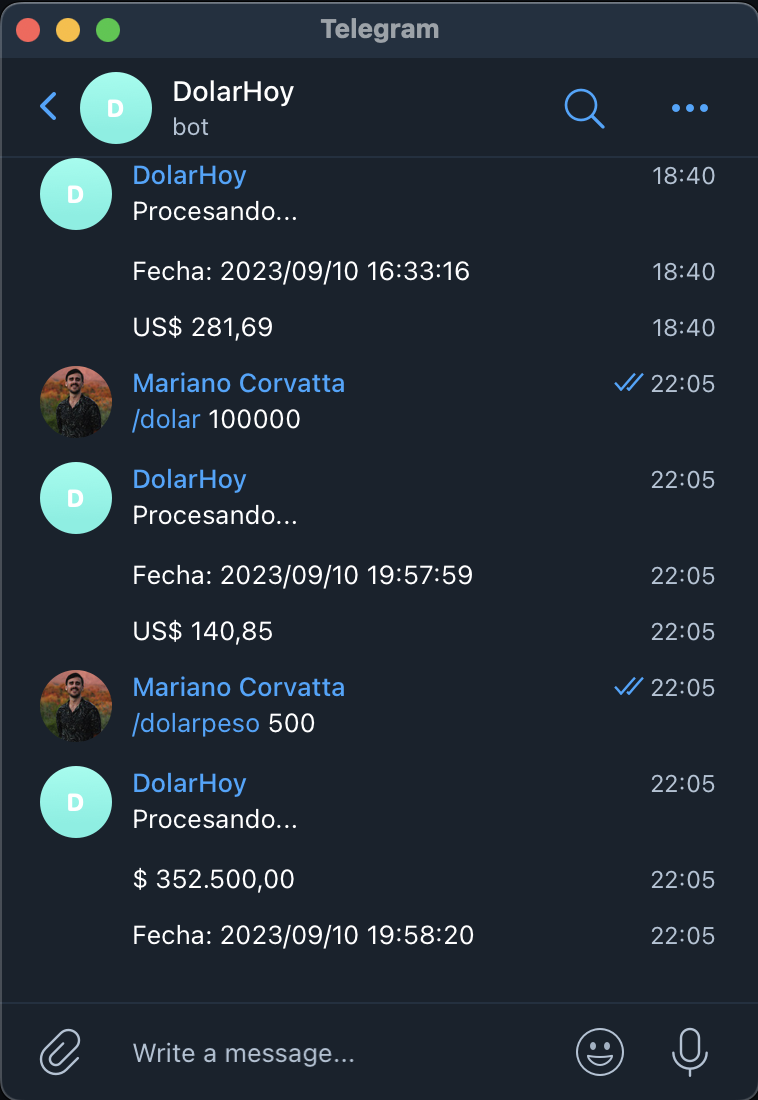 Telegram
D
DolarHoy
bot
D
DolarHoy 18:40
Procesando...
Fecha: 2023/09/10 16:33:16 18:40
US$ 281,69 18:40
Mariano Corvatta 22:05
/dolar 100000
D
DolarHoy 22:05
Procesando...
Fecha: 2023/09/10 19:57:59 22:05
US$ 140,85 22:05
Mariano Corvatta 22:05
/dolarpeso 500
D
DolarHoy 22:05
Procesando...
$ 352.500,00 22:05
Fecha: 2023/09/10 19:58:20 22:05
Write a message...